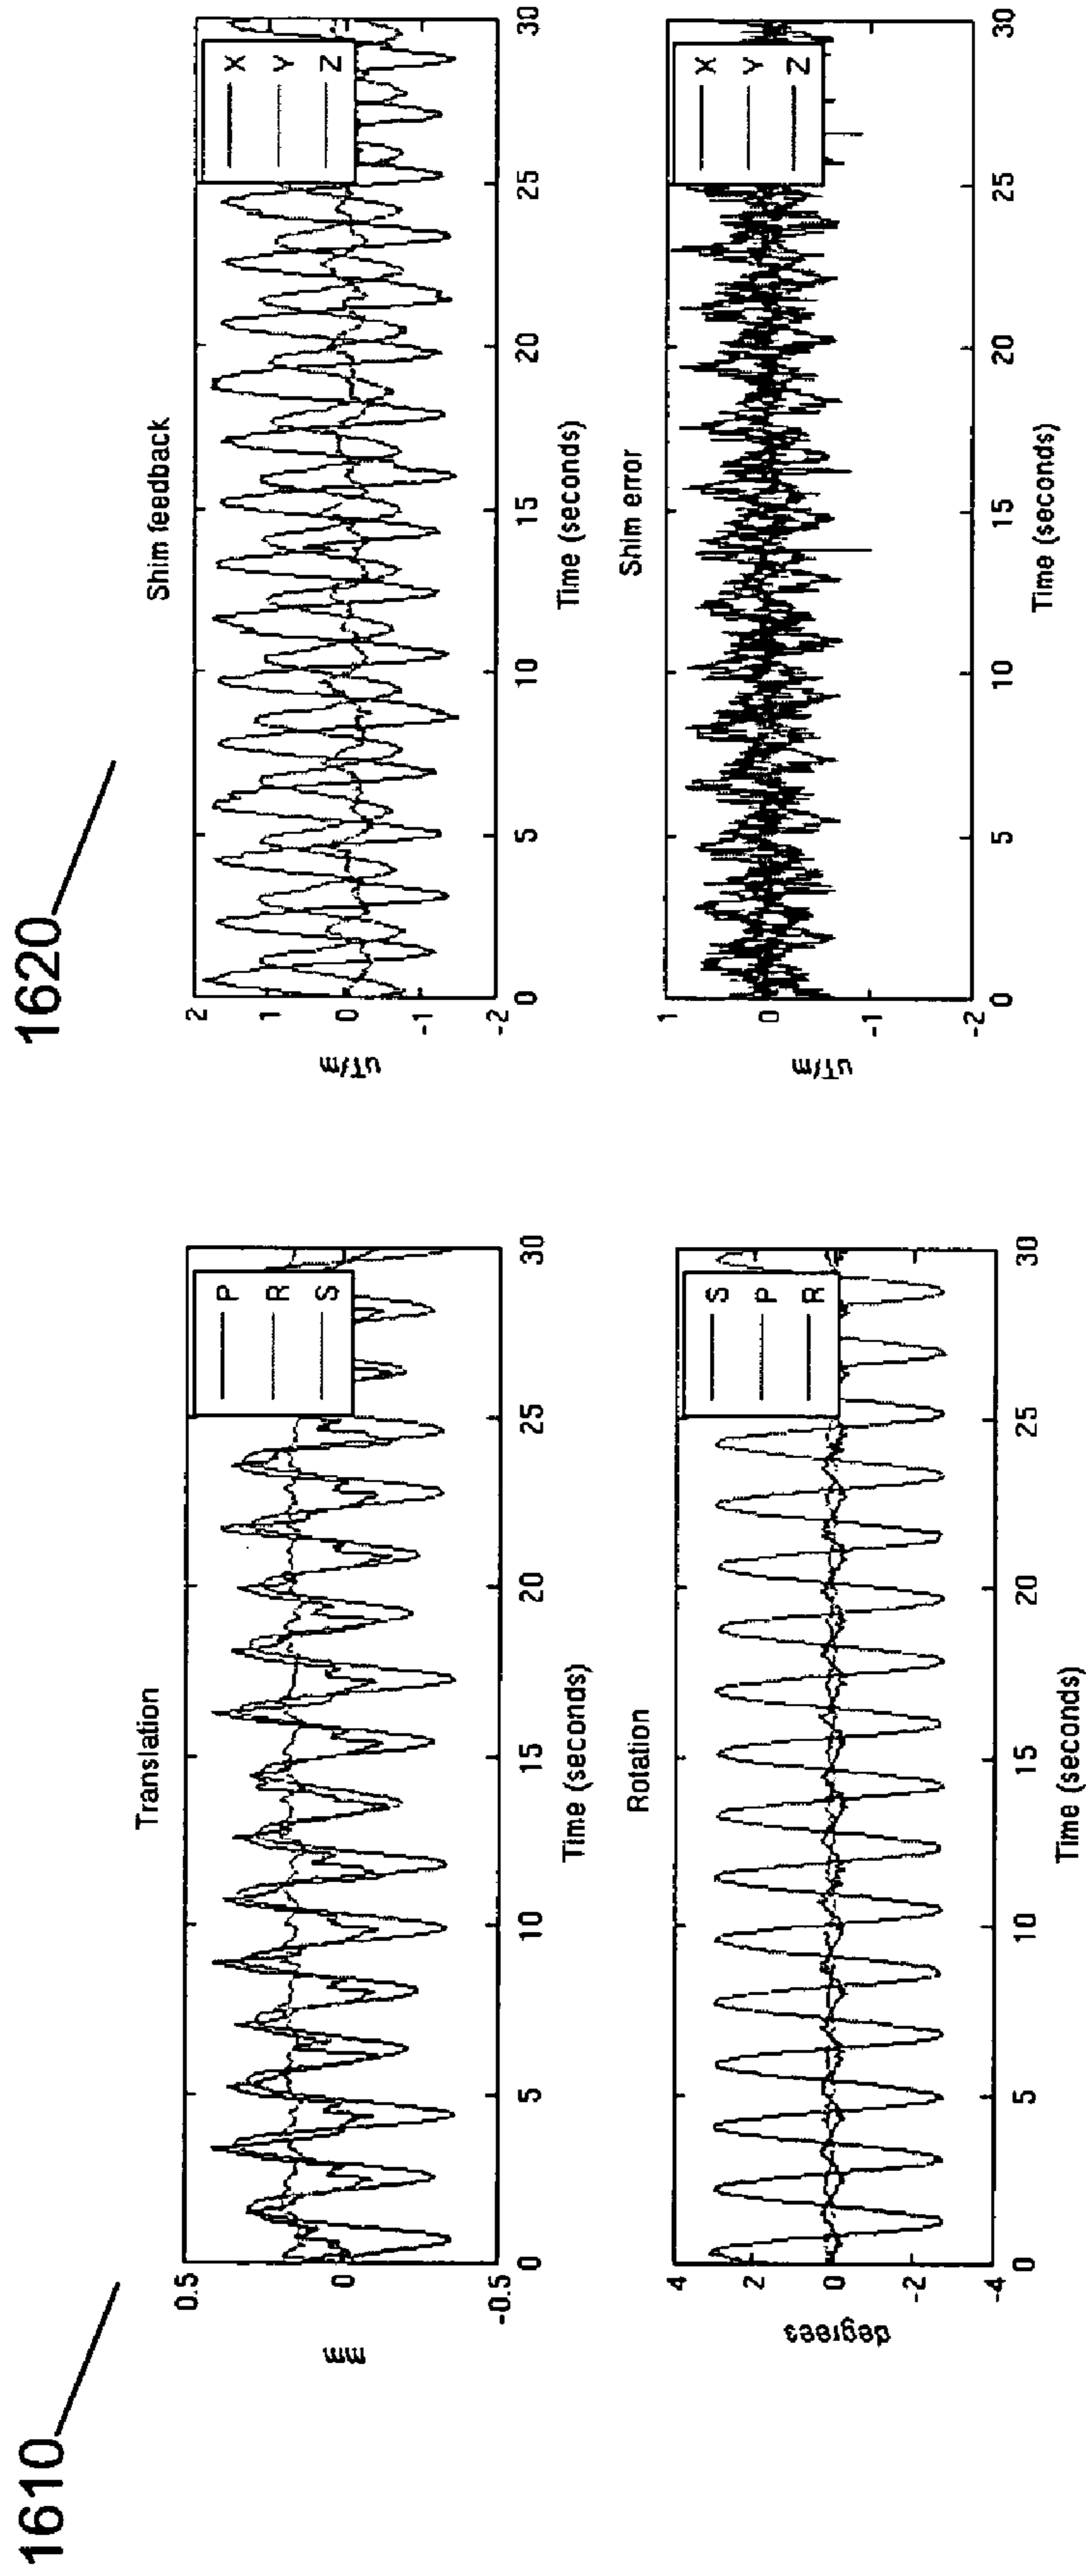 1610
Translation
0.5
0
-0.5
mm
P
R
S
0 5 10 15 20 25 30
Time (seconds)
Rotation
4
2
0
-2
-4
degrees
S
P
R
0 5 10 15 20 25 30
Time (seconds)
1620
Shim feedback
2
1
0
-1
-2
uT/m
X
Y
Z
0 5 10 15 20 25 30
Time (seconds)
Shim error
1
0
-1
-2
uT/m
X
Y
Z
0 5 10 15 20 25 30
Time (seconds)